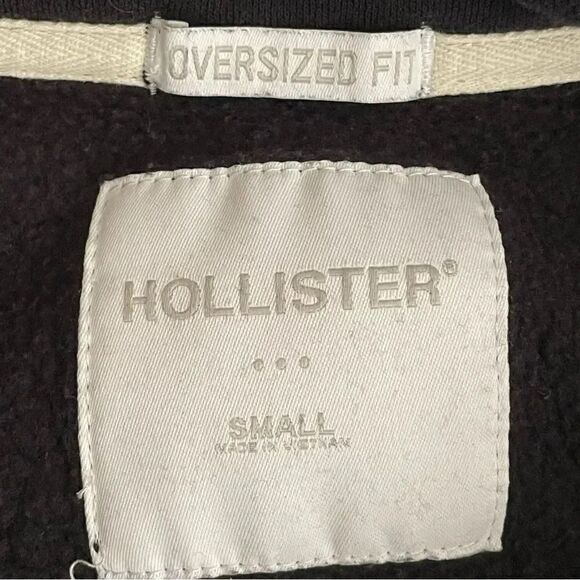 OVERSIZED FIT
HOLLISTER®
SMALL
MADE IN VIETNAM